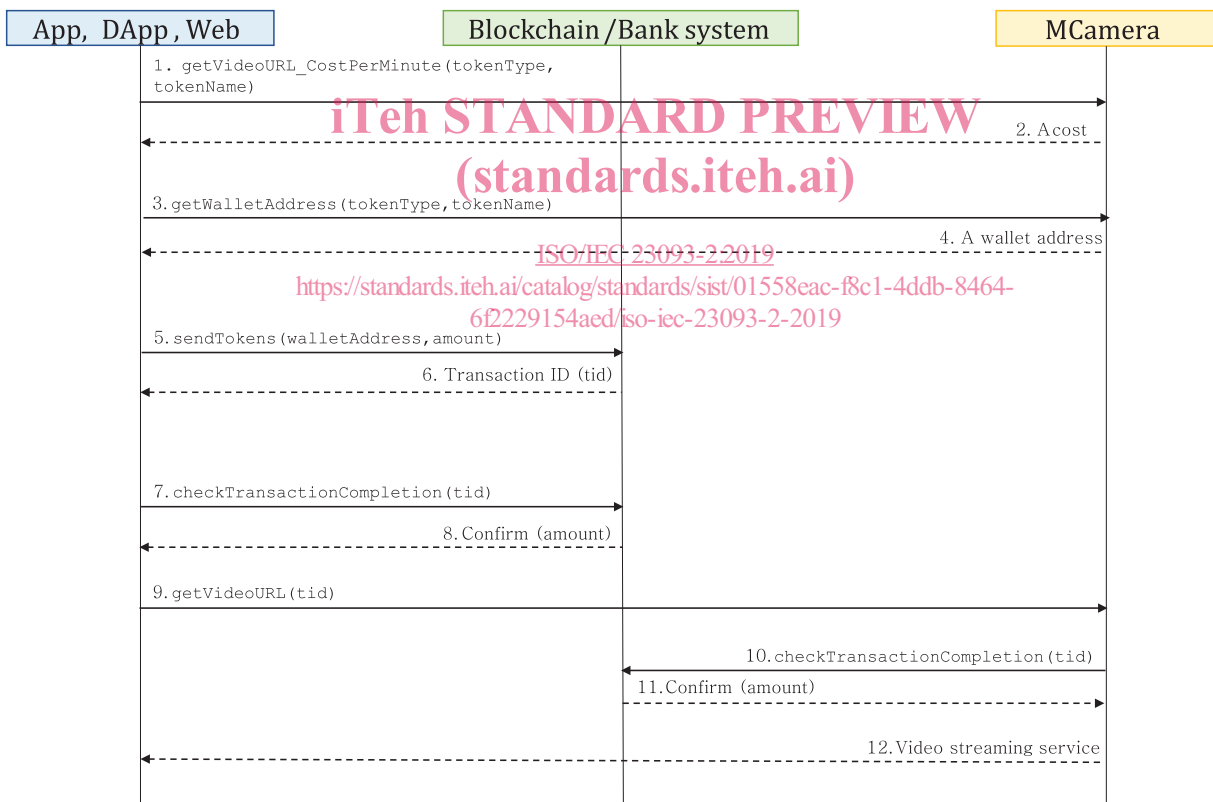 App, DApp , Web
Blockchain /Bank system
MCamera
1. getVideoURL_CostPerMinute(tokenType,
tokenName)
iTeh STANDARD PREVIEW
2. Acost
(standards.iteh.ai)
3.getWalletAddress(tokenType,tokenName)
4. A wallet address
ISO/IEC 23093-2:2019
https://standards.iteh.ai/catalog/standards/sist/01558eac-f8c1-4ddb-8464-
6f2229154aed/iso-iec-23093-2-2019
5.sendTokens(walletAddress,amount)
6. Transaction ID (tid)
7.checkTransactionCompletion(tid)
8.Confirm (amount)
9.getVideoURL(tid)
10.checkTransactionCompletion(tid)
11.Confirm (amount)
12.Video streaming service